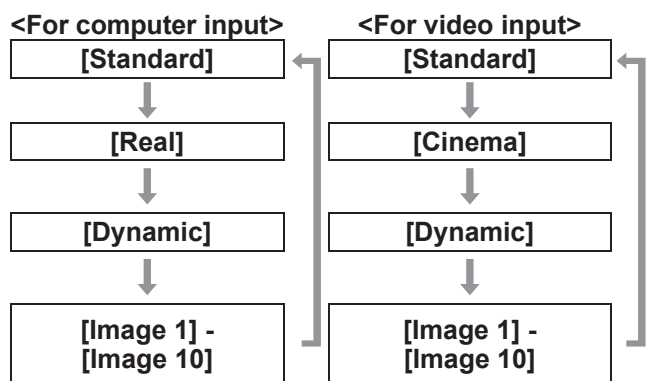 <For computer input>
[Standard]
[Real]
[Dynamic]
[Image 1] -
[Image 10]
<For video input>
[Standard]
[Cinema]
[Dynamic]
[Image 1] -
[Image 10]